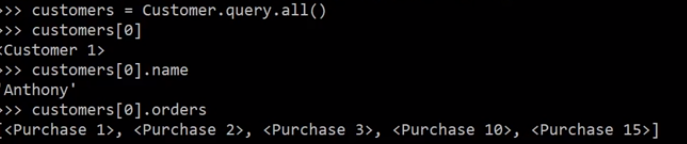 >>> customers = Customer.query.all()
>>> customers[0]
<Customer 1>
>>> customers[0].name
'Anthony'
>>> customers[0].orders
[<Purchase 1>, <Purchase 2>, <Purchase 3>, <Purchase 10>, <Purchase 15>]